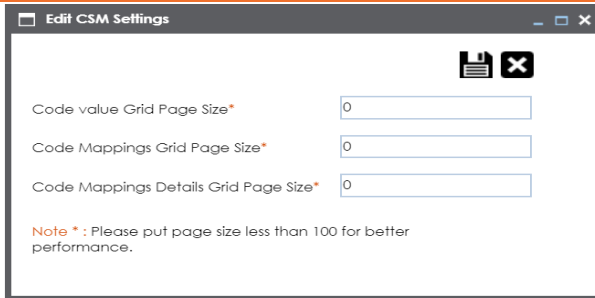 Edit CSM Settings
Code value Grid Page Size* 0
Code Mappings Grid Page Size* 0
Code Mappings Details Grid Page Size* 0
Note * : Please put page size less than 100 for better
performance.